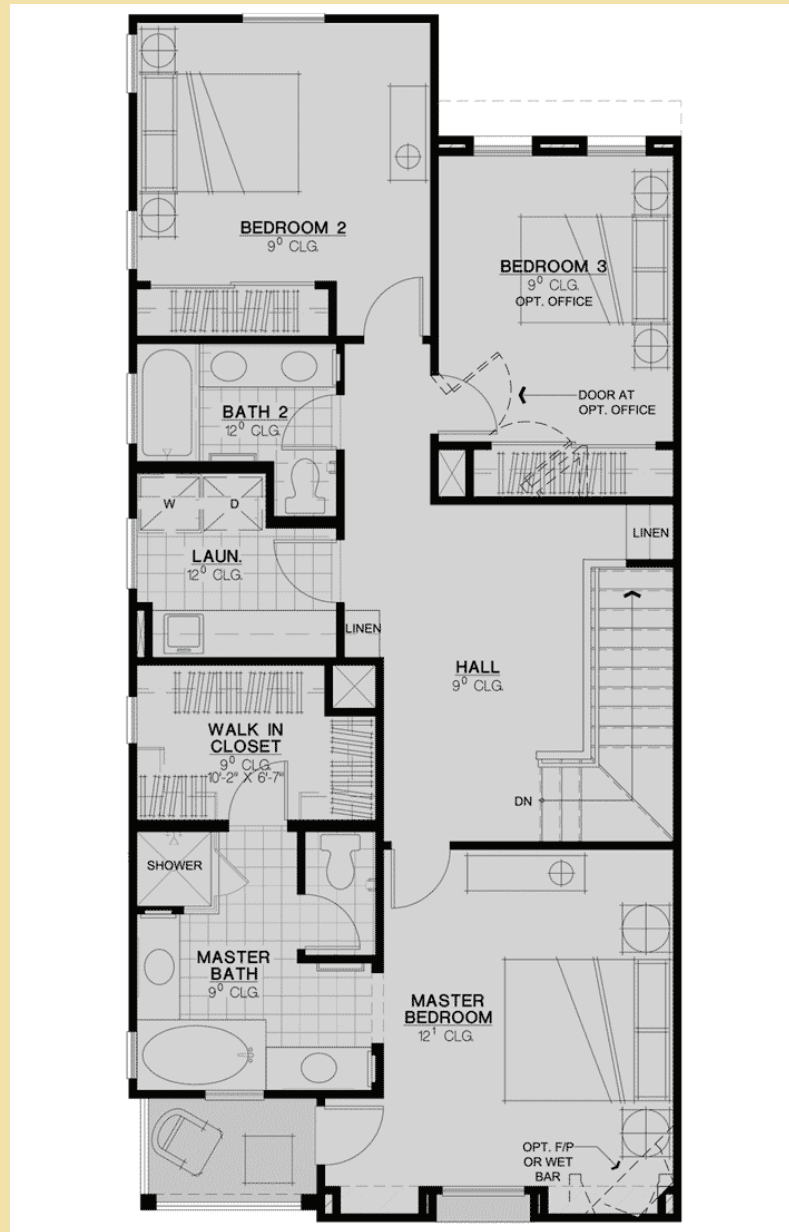 BEDROOM 2
9⁰ CLG.
BEDROOM 3
9⁰ CLG.
OPT. OFFICE
DOOR AT
OPT. OFFICE
BATH 2
12⁰ CLG.
W
D
LAUN.
12⁰ CLG.
LINEN
LINEN
HALL
9⁰ CLG.
WALK IN
CLOSET
9⁰ CLG.
10'-2" X 6'-7"
DN
SHOWER
MASTER
BATH
9⁰ CLG.
MASTER
BEDROOM
12¹ CLG.
OPT. F/P
OR WET
BAR